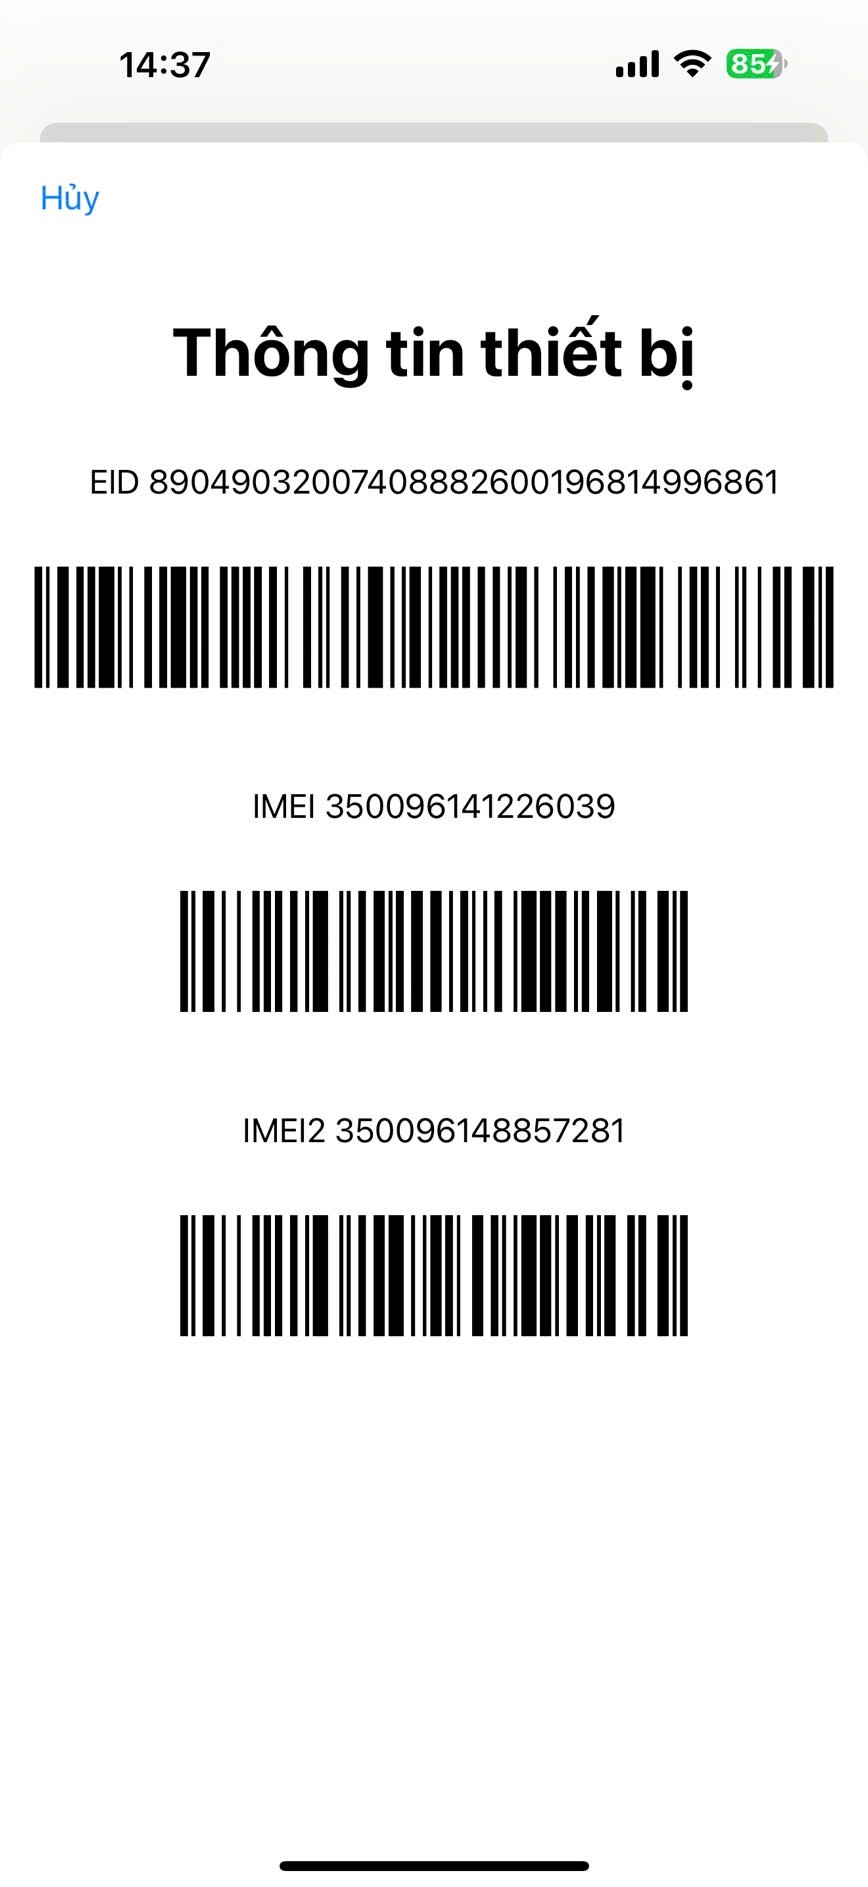 14:37
85
Hủy
Thông tin thiết bị
EID 89049032007408882600196814996861
IMEI 350096141226039
IMEI2 350096148857281